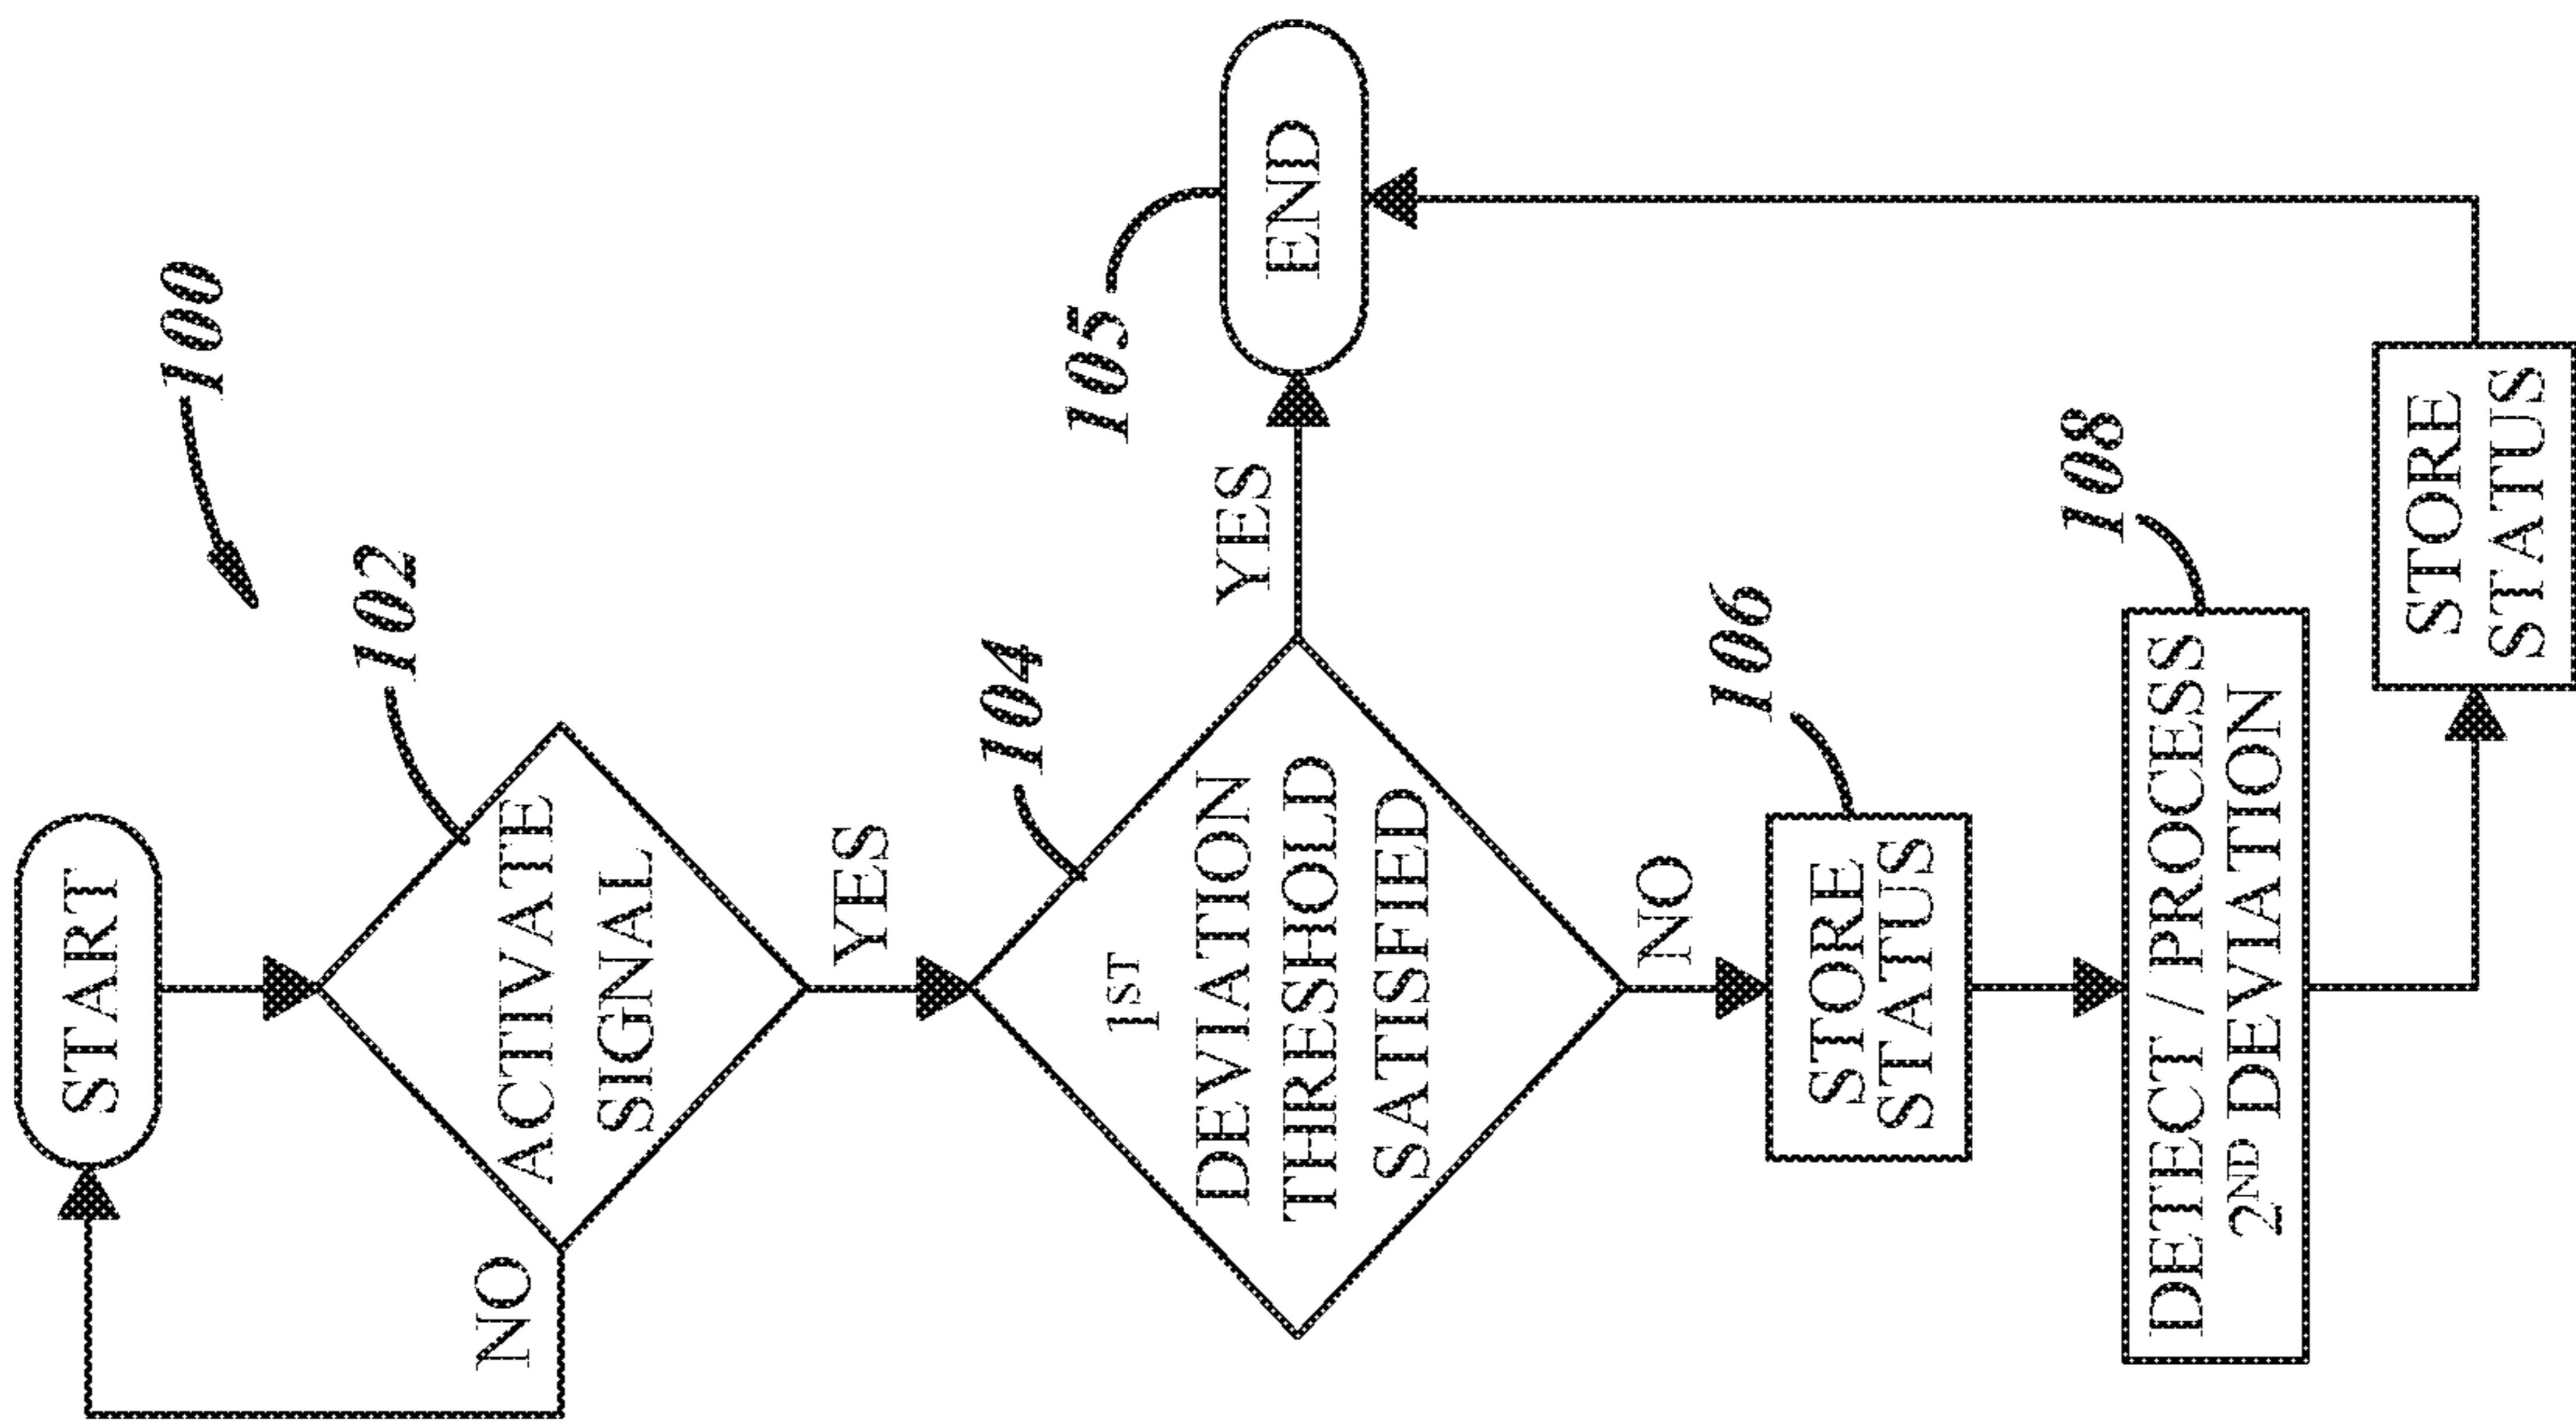 100
START
102
ACTIVATE
SIGNAL
NO
YES
104
1ST
DEVIATION
THRESHOLD
SATISFIED
YES
105
END
NO
106
STORE
STATUS
108
DETECT / PROCESS
2ND DEVIATION
STORE
STATUS